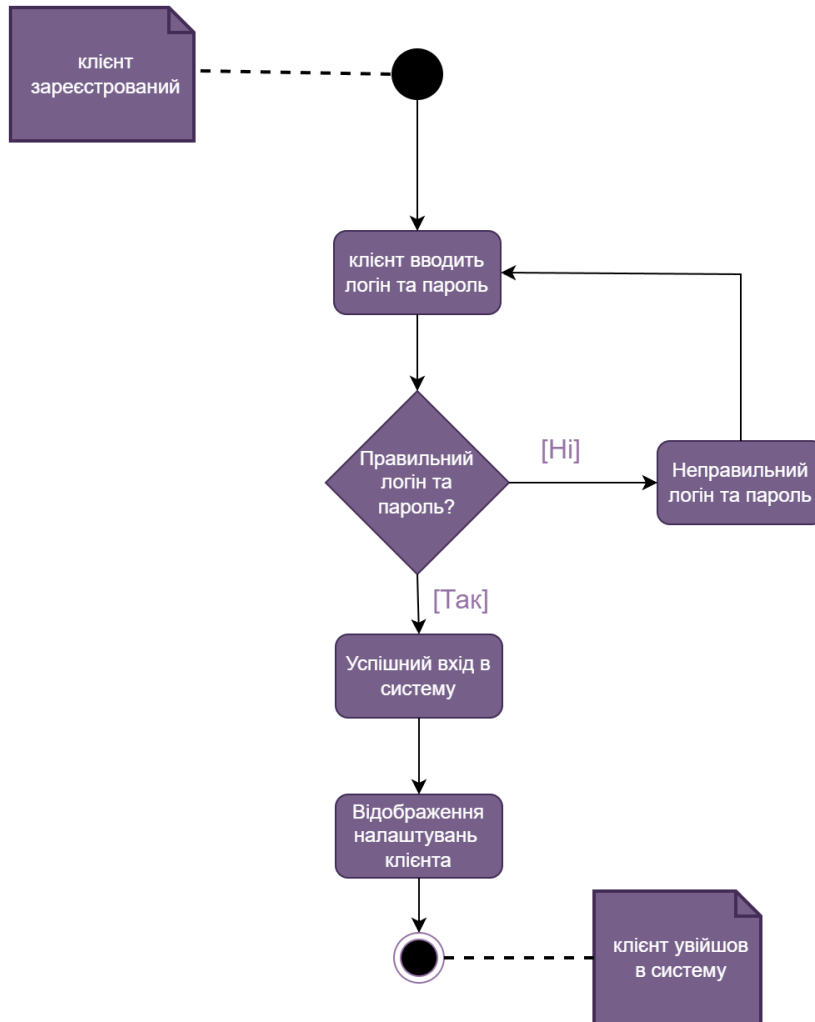 клієнт
зареєстрований
клієнт вводить
логін та пароль
Правильний
логін та
пароль?
[Ні]
Неправильний
логін та пароль
[Так]
Успішний вхід в
систему
Відображення
налаштувань
клієнта
клієнт увійшов
в систему